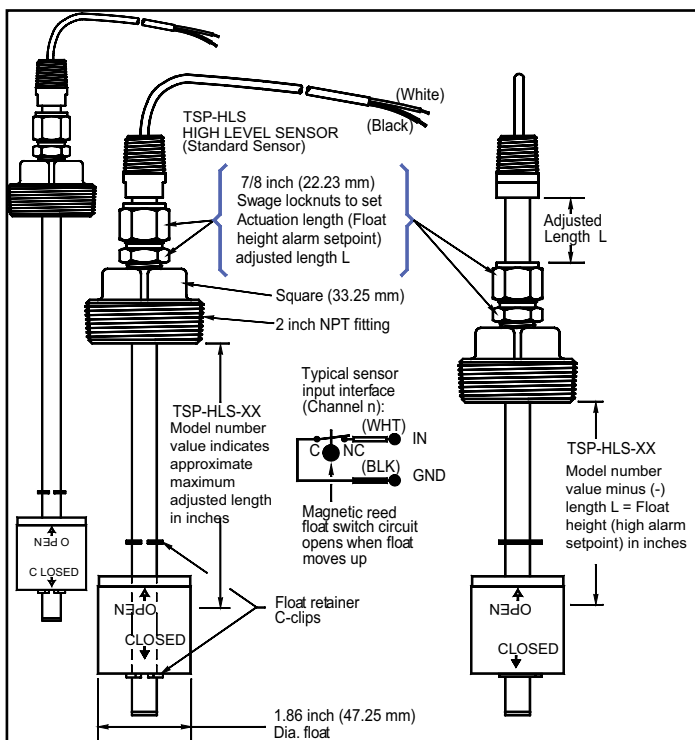 (White)
(Black)
TSP-HLS
HIGH LEVEL SENSOR
(Standard Sensor)
7/8 inch (22.23 mm)
Swage locknuts to set
Actuation length (Float
height alarm setpoint)
adjusted length L
Adjusted
Length L
Square (33.25 mm)
2 inch NPT fitting
TSP-HLS-XX
Model number
value indicates
approximate
maximum
adjusted length
in inches
Typical sensor
input interface
(Channel n):
(WHT)
C NC IN
(BLK)
GND
Magnetic reed
float switch circuit
opens when float
moves up
TSP-HLS-XX
Model number
value minus (-)
length L = Float
height (high alarm
setpoint) in inches
OPEN
CLOSED
OPEN
CLOSED
OPEN
CLOSED
Float retainer
C-clips
1.86 inch (47.25 mm)
Dia. float